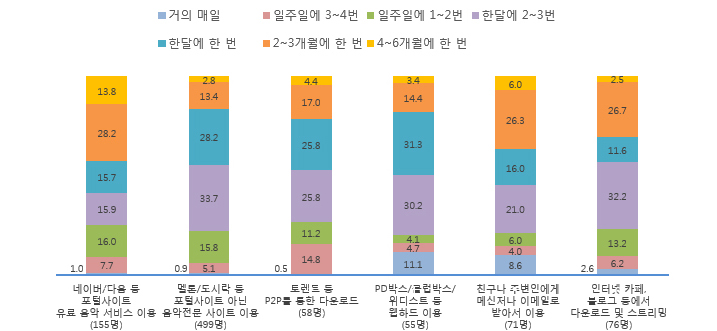 거의 매일 일주일에 3~4번 일주일에 1~2번 한달에 2~3번
한달에 한 번 2~3개월에 한 번 4~6개월에 한 번
13.8 2.8 4.4 3.4 6.0 2.5
28.2 13.4 17.0 14.4 26.3 26.7
15.7 28.2 25.8 31.3 16.0 11.6
15.9 33.7 25.8 30.2 21.0 32.2
16.0 15.8 11.2 4.1 6.0 13.2
7.7 5.1 14.8 4.7 4.0 6.2
1.0 0.9 0.5 11.1 8.6 2.6
네이버/다음 등
포털사이트
유료 음악 서비스 이용
(155명)
멜론/도시락 등
포털사이트 아닌
음악전문 사이트 이용
(499명)
토렌트 등
P2P를 통한 다운로드
(58명)
PD박스/클럽박스/
위디스트 등
웹하드 이용
(55명)
친구나 주변인에게
메신저나 이메일로
받아서 이용
(71명)
인터넷 카페,
블로그 등에서
다운로드 및 스트리밍
(76명)